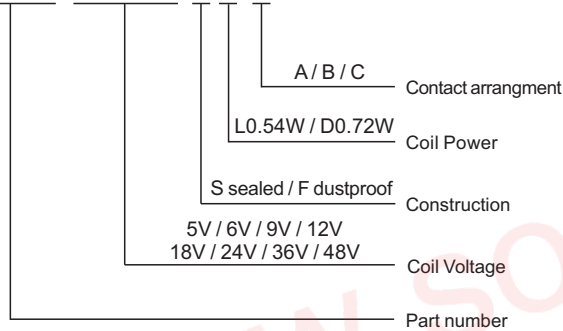 A / B / C
Contact arrangment
L0.54W / D0.72W
Coil Power
S sealed / F dustproof
Construction
5V / 6V / 9V / 12V
18V / 24V / 36V / 48V
Coil Voltage
Part number